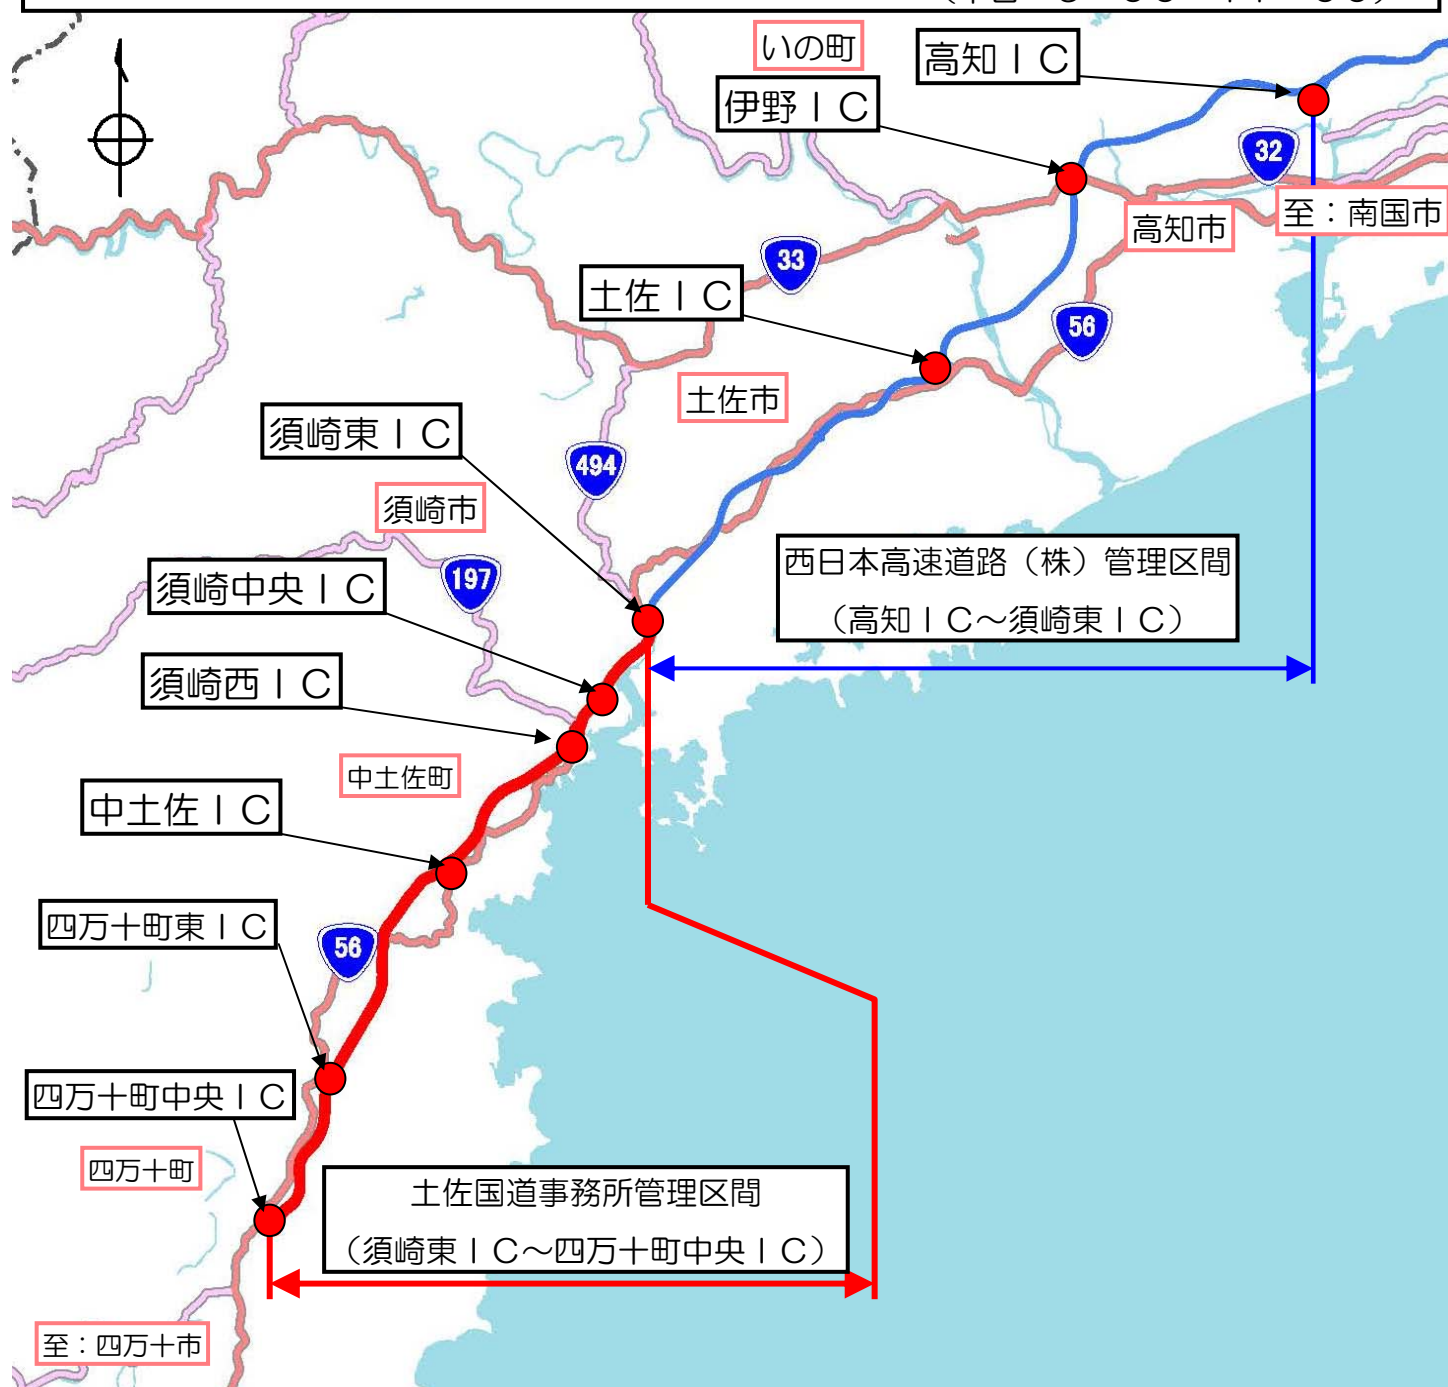 いの町
高知ＩＣ
伊野ＩＣ
32
至：南国市
高知市
33
土佐ＩＣ
56
土佐市
須崎東ＩＣ
494
須崎市
西日本高速道路（株）管理区間
（高知ＩＣ～須崎東ＩＣ）
197
須崎中央ＩＣ
須崎西ＩＣ
中土佐町
中土佐ＩＣ
四万十町東ＩＣ
56
四万十町中央ＩＣ
四万十町
土佐国道事務所管理区間
（須崎東ＩＣ～四万十町中央ＩＣ）
至：四万十市